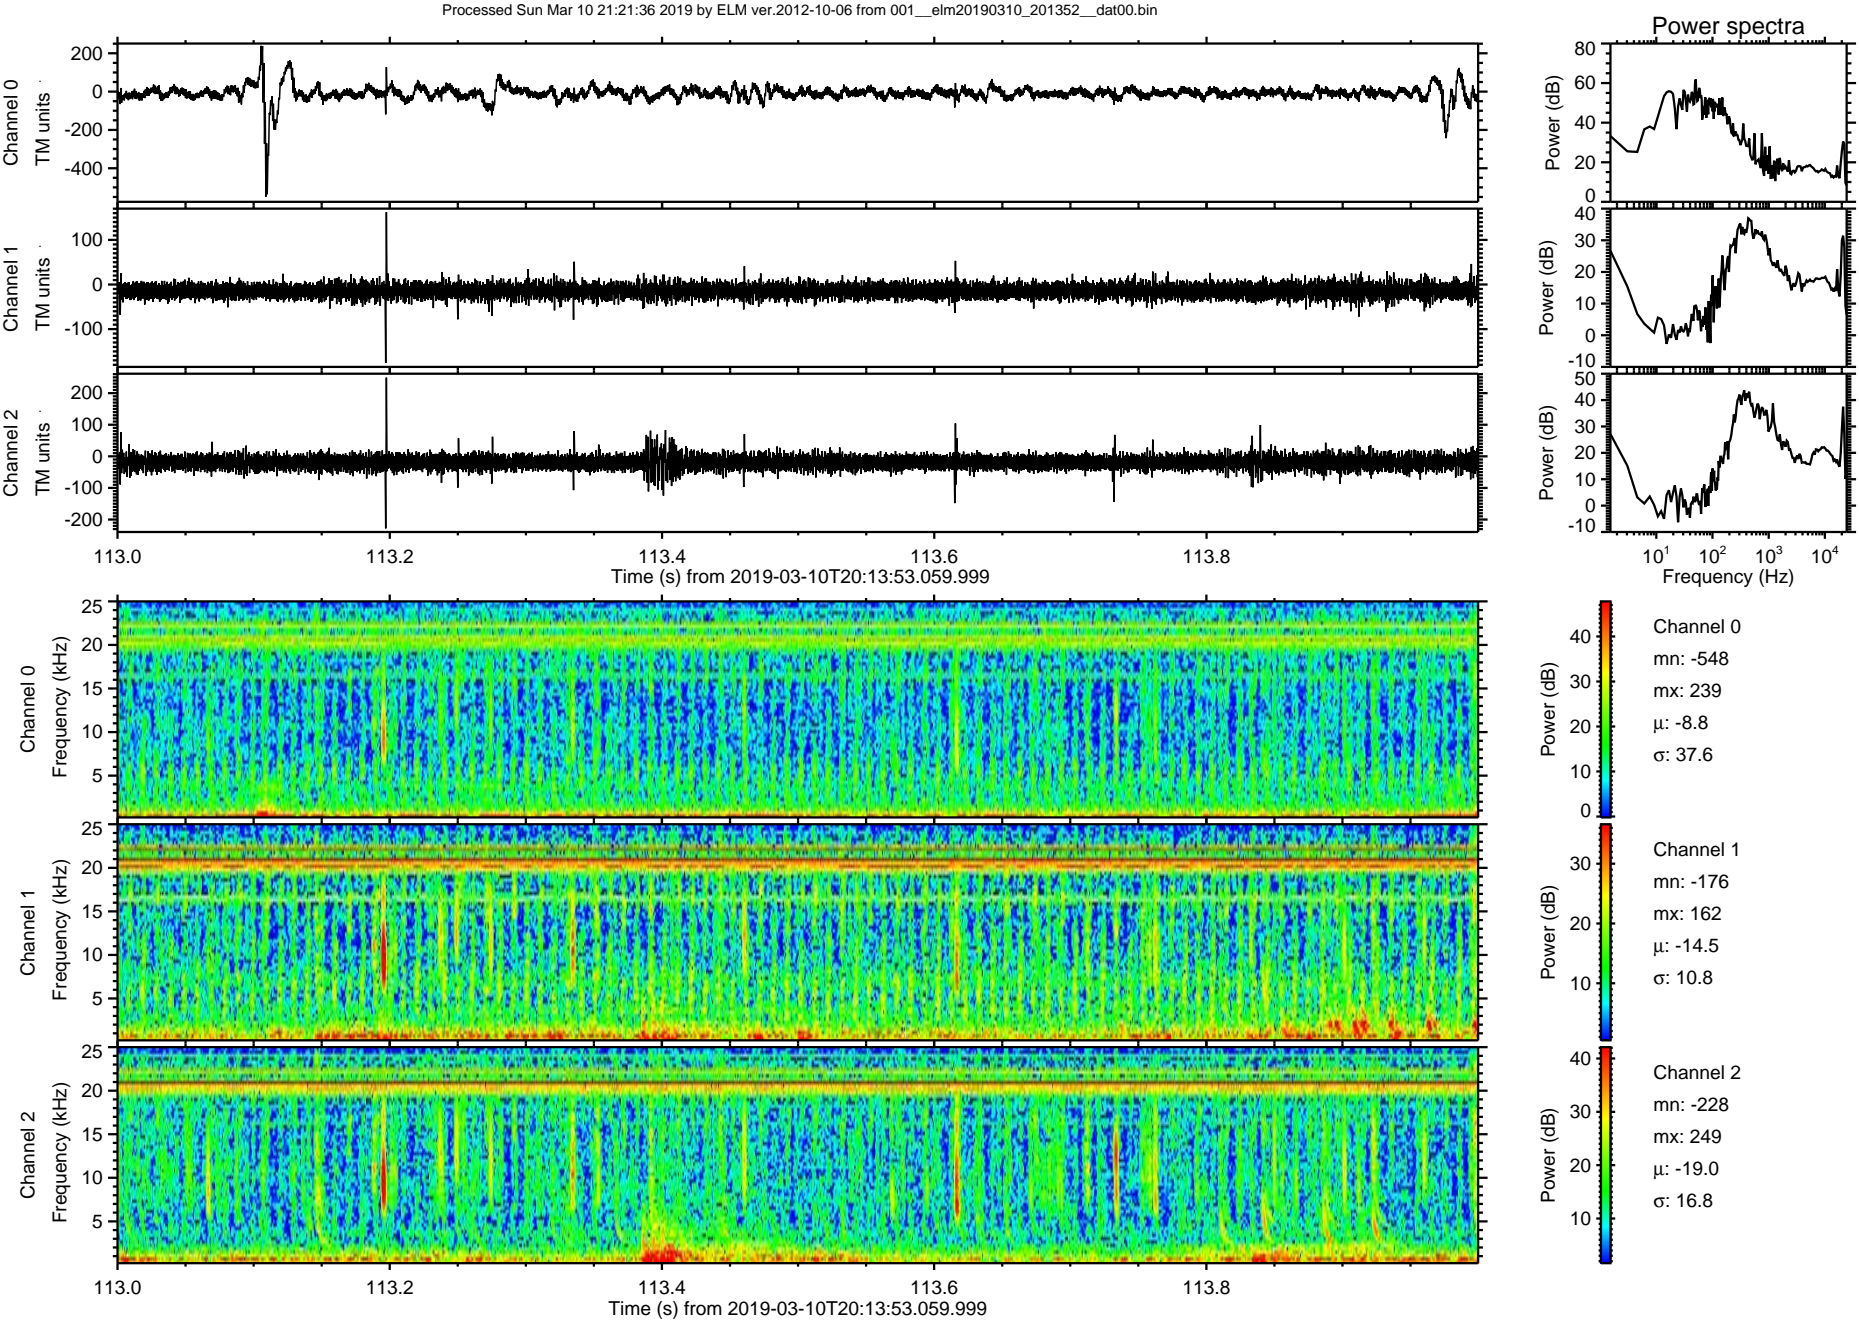 Processed Sun Mar 10 21:21:36 2019 by ELM ver.2012-10-06 from 001__elm20190310_201352__dat00.bin
Power spectra
Channel 0
TM units
200
0
-200
-400
Power (dB)
80
60
40
20
0
Channel 1
TM units
100
0
-100
Power (dB)
40
30
20
10
0
-10
Channel 2
TM units
200
100
0
-100
-200
Power (dB)
50
40
30
20
10
0
-10
113.0 113.2 113.4 113.6 113.8
Time (s) from 2019-03-10T20:13:53.059.999
10¹ 10² 10³ 10⁴
Frequency (Hz)
Channel 0
Frequency (kHz)
25
20
15
10
5
Power (dB)
40
30
20
10
0
Channel 0
mn: -548
mx: 239
μ: -8.8
σ: 37.6
Channel 1
Frequency (kHz)
25
20
15
10
5
Power (dB)
30
20
10
Channel 1
mn: -176
mx: 162
μ: -14.5
σ: 10.8
Channel 2
Frequency (kHz)
25
20
15
10
5
Power (dB)
40
30
20
10
Channel 2
mn: -228
mx: 249
μ: -19.0
σ: 16.8
113.0 113.2 113.4 113.6 113.8
Time (s) from 2019-03-10T20:13:53.059.999